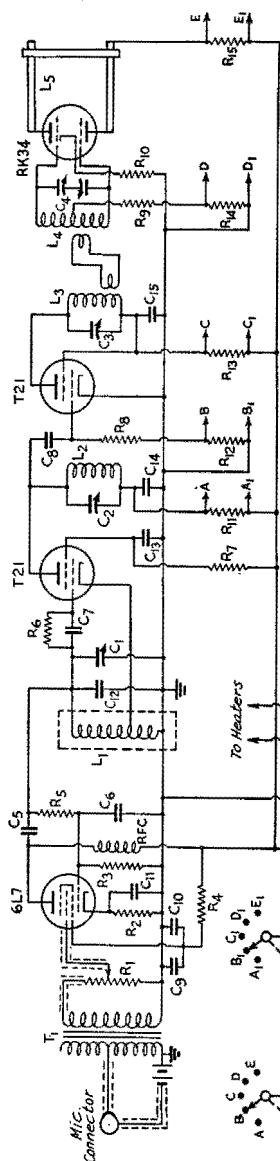 Mic.
Connector
T1
R1
6L7
R2
C11
R3
C9
C10
R4
RFC
C6
R5
C5
L1
C12
C1
R6
C7
T21
C13
C2
L2
C14
C8
R7
A
A1
R11
R8
B
B1
R12
T21
C3
L3
C15
C
C1
R13
L4
C4
RK34
R9
R10
D
D1
R14
L5
E
E1
R15
To Heaters
A
B
C
D
E
A1
B1
C1
D1
E1